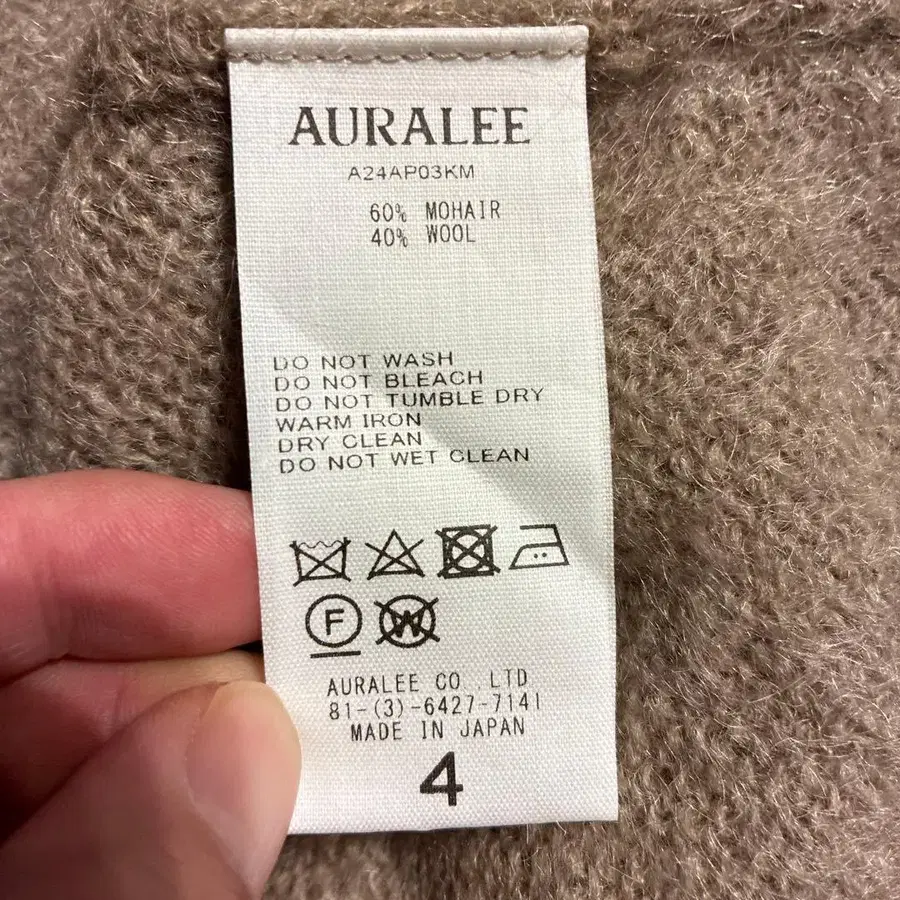 AURALEE
A24AP03KM
60% MOHAIR
40% WOOL
DO NOT WASH
DO NOT BLEACH
DO NOT TUMBLE DRY
WARM IRON
DRY CLEAN
DO NOT WET CLEAN
F W
AURALEE CO.LTD
81-(3)-6427-7141
MADE IN JAPAN
4